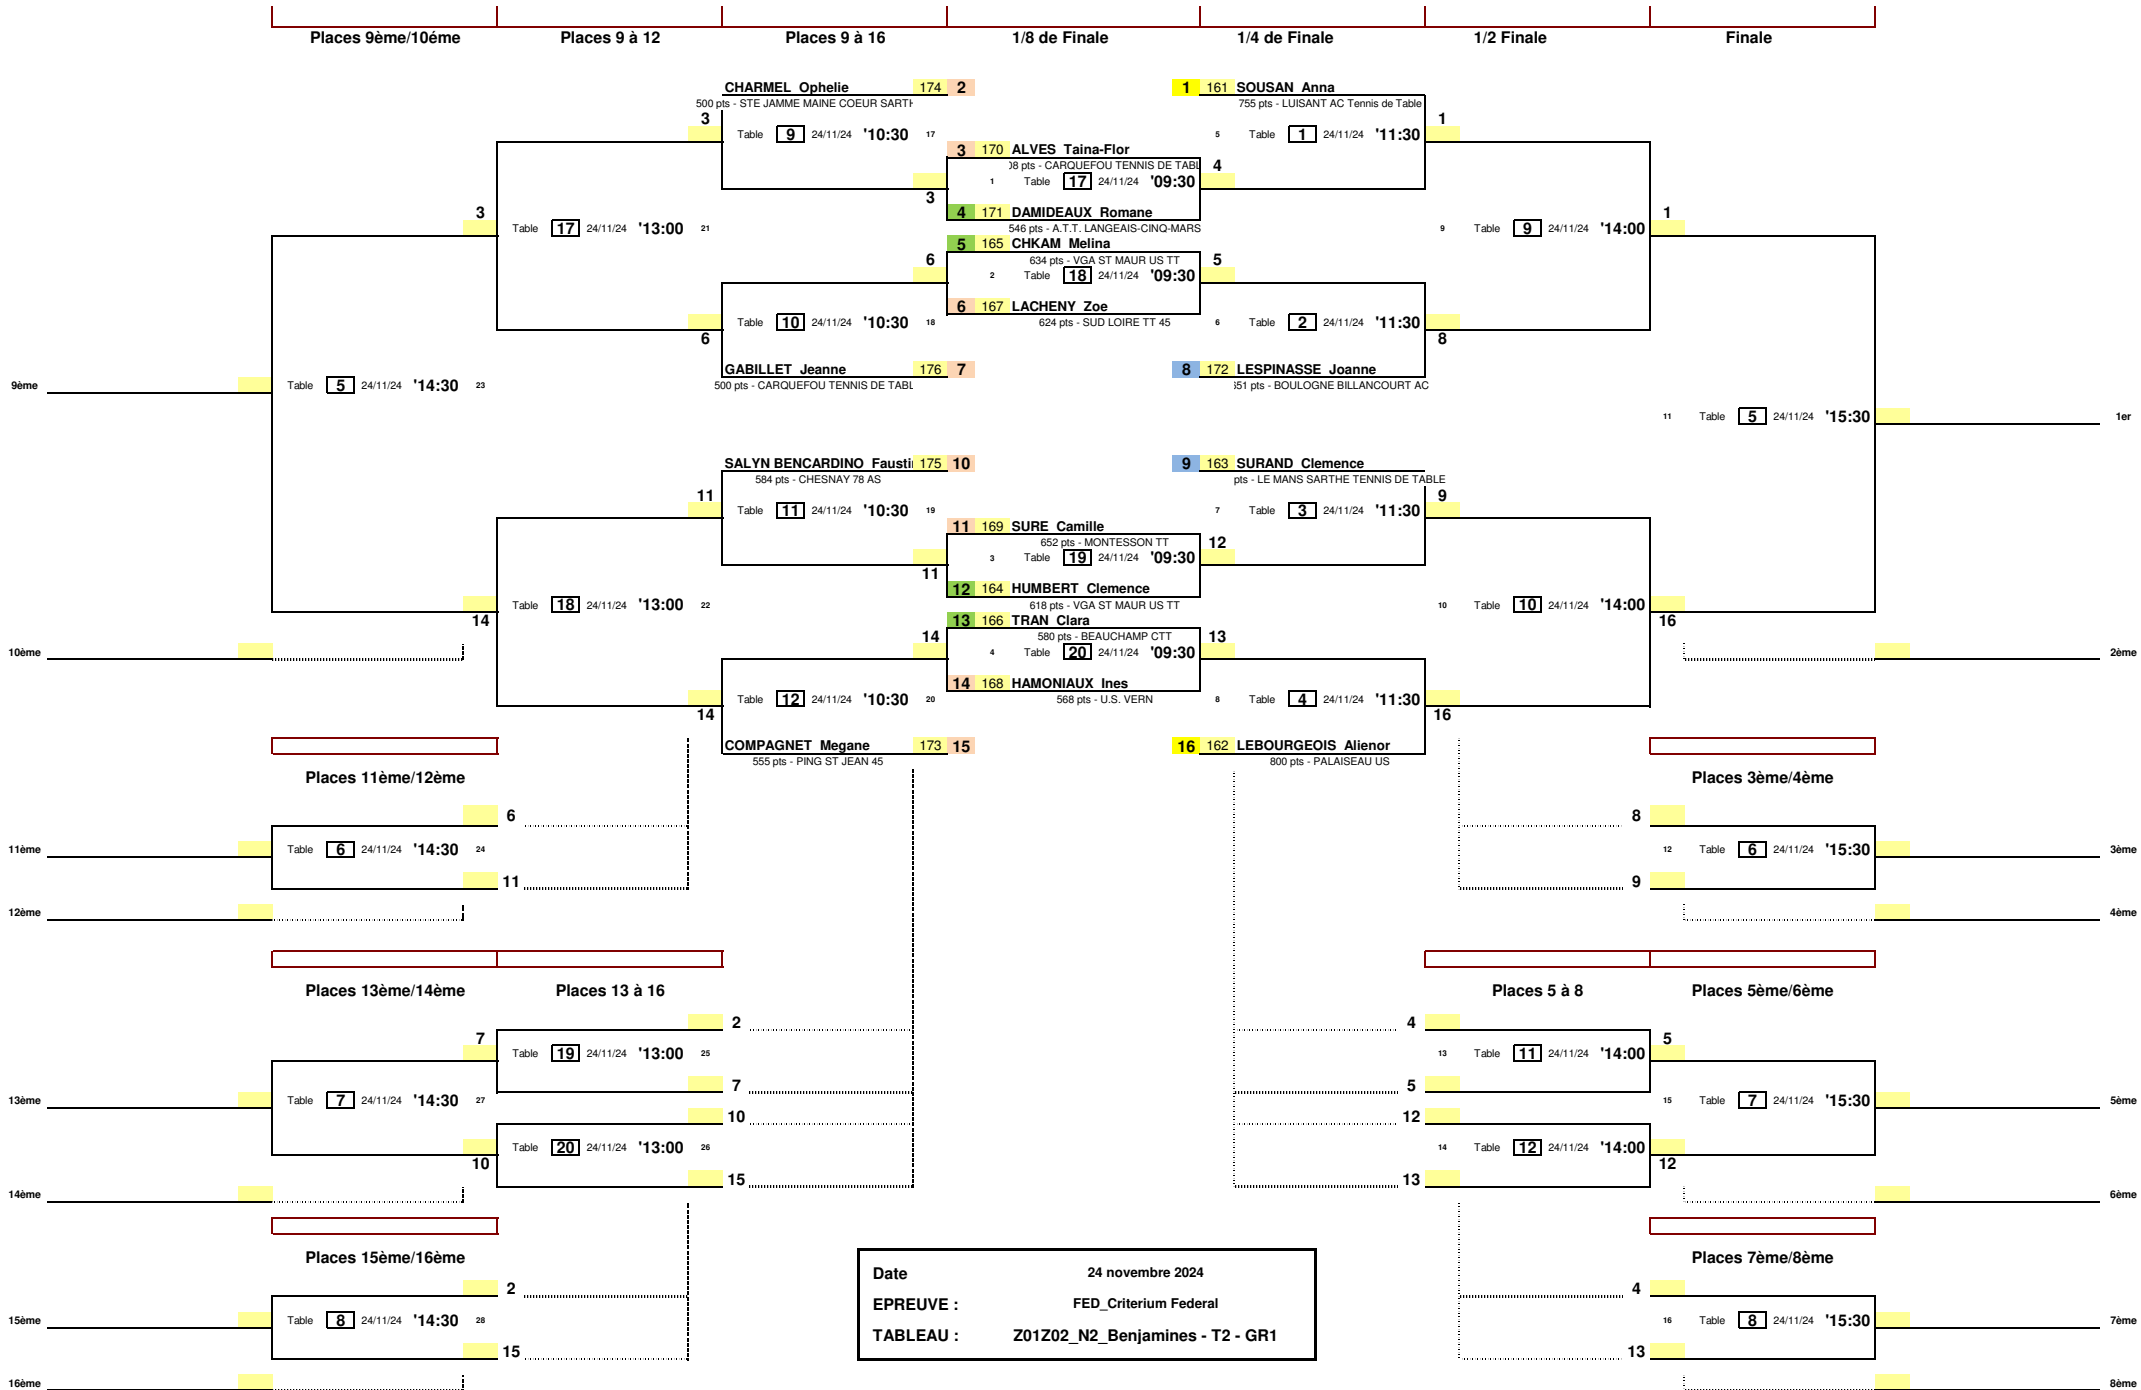 Places 9ème/10éme	Places 9 à 12	Places 9 à 16	1/8 de Finale	1/4 de Finale	1/2 Finale	Finale
CHARMEL Ophelie 174 2	1 161 SOUSAN Anna
500 pts - STE JAMME MAINE COEUR SARTH	755 pts - LUISANT AC Tennis de Table
3	1
Table 9 24/11/24 '10:30 17	5 Table 1 24/11/24 '11:30
3 170 ALVES Taina-Flor
08 pts - CARQUEFOU TENNIS DE TABL	4
1 Table 17 24/11/24 '09:30
3
3	4 171 DAMIDEAUX Romane	1
Table 17 24/11/24 '13:00 21	546 pts - A.T.T. LANGEAIS-CINQ-MARS	9 Table 9 24/11/24 '14:00
5 165 CHKAM Melina
6	634 pts - VGA ST MAUR US TT	5
2 Table 18 24/11/24 '09:30
6 167 LACHENY Zoe
Table 10 24/11/24 '10:30 18	624 pts - SUD LOIRE TT 45	6 Table 2 24/11/24 '11:30
6	8
GABILLET Jeanne 176 7	8 172 LESPINASSE Joanne
9ème	Table 5 24/11/24 '14:30 23	500 pts - CARQUEFOU TENNIS DE TABL	651 pts - BOULOGNE BILLANCOURT AC
11 Table 5 24/11/24 '15:30	1er
SALYN BENCARDINO Fausti 175 10	9 163 SURAND Clemence
584 pts - CHESNAY 78 AS	pts - LE MANS SARTHE TENNIS DE TABLE
11	9
Table 11 24/11/24 '10:30 19	7 Table 3 24/11/24 '11:30
11 169 SURE Camille
652 pts - MONTESSON TT	12
3 Table 19 24/11/24 '09:30
11
12 164 HUMBERT Clemence
Table 18 24/11/24 '13:00 22	618 pts - VGA ST MAUR US TT	10 Table 10 24/11/24 '14:00
14	13 166 TRAN Clara	16
14	580 pts - BEAUCHAMP CTT	13
10ème	4 Table 20 24/11/24 '09:30	2ème
14 168 HAMONIAUX Ines
Table 12 24/11/24 '10:30 20	568 pts - U.S. VERN	8 Table 4 24/11/24 '11:30
14	16
COMPAGNET Megane 173 15	16 162 LEBOURGEOIS Alienor
555 pts - PING ST JEAN 45	800 pts - PALAISEAU US
Places 11ème/12ème	Places 3ème/4ème
6	8
11ème	Table 6 24/11/24 '14:30 24	12 Table 6 24/11/24 '15:30	3ème
11	9
12ème	4ème
Places 13ème/14ème	Places 13 à 16	Places 5 à 8	Places 5ème/6ème
2	4
7	5
Table 19 24/11/24 '13:00 25	13 Table 11 24/11/24 '14:00
7	5
13ème	Table 7 24/11/24 '14:30 27	15 Table 7 24/11/24 '15:30	5ème
10	12
Table 20 24/11/24 '13:00 26	14 Table 12 24/11/24 '14:00
10	12
15	13
14ème	6ème
Places 15ème/16ème	Places 7ème/8ème
Date 24 novembre 2024
2	4
EPREUVE : FED_Criterium Federal
15ème	Table 8 24/11/24 '14:30 28	16 Table 8 24/11/24 '15:30	7ème
TABLEAU : Z01Z02_N2_Benjamines - T2 - GR1
15	13
16ème	8ème